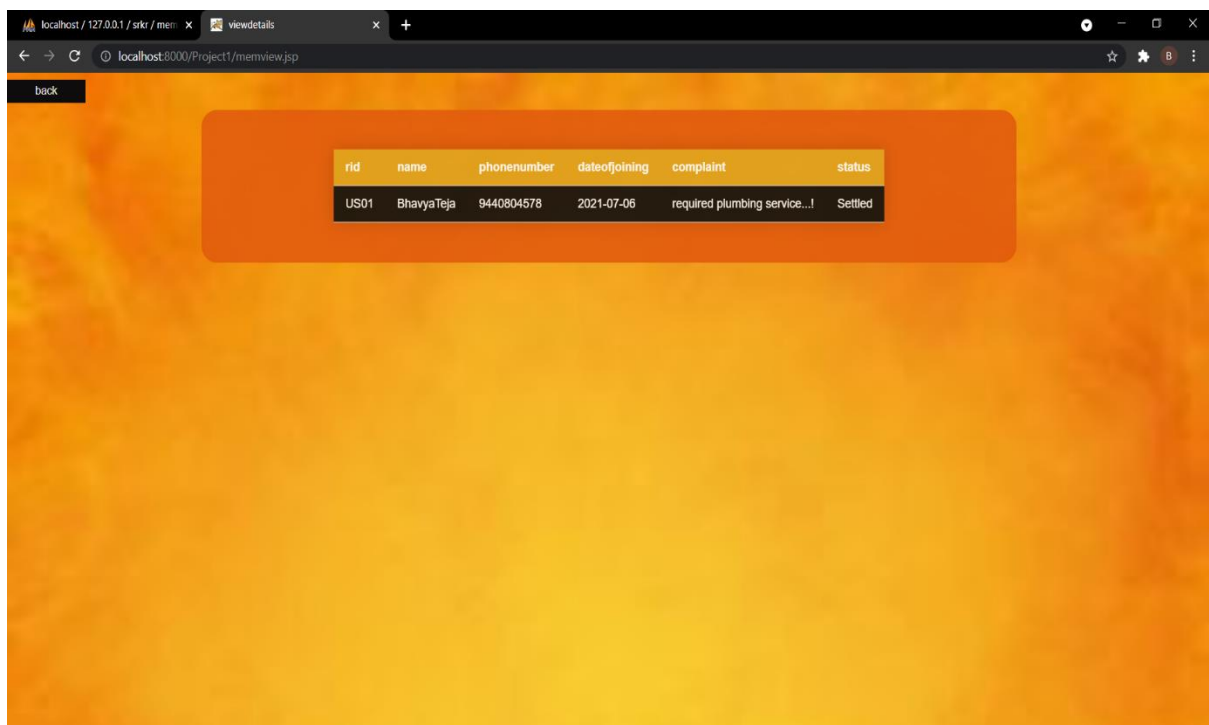 localhost / 127.0.0.1 / srkr / mem
viewdetails
localhost:8000/Project1/memview.jsp
B
back
rid name phonenumber dateofjoining complaint status
US01 BhavyaTeja 9440804578 2021-07-06 required plumbing service...! Settled